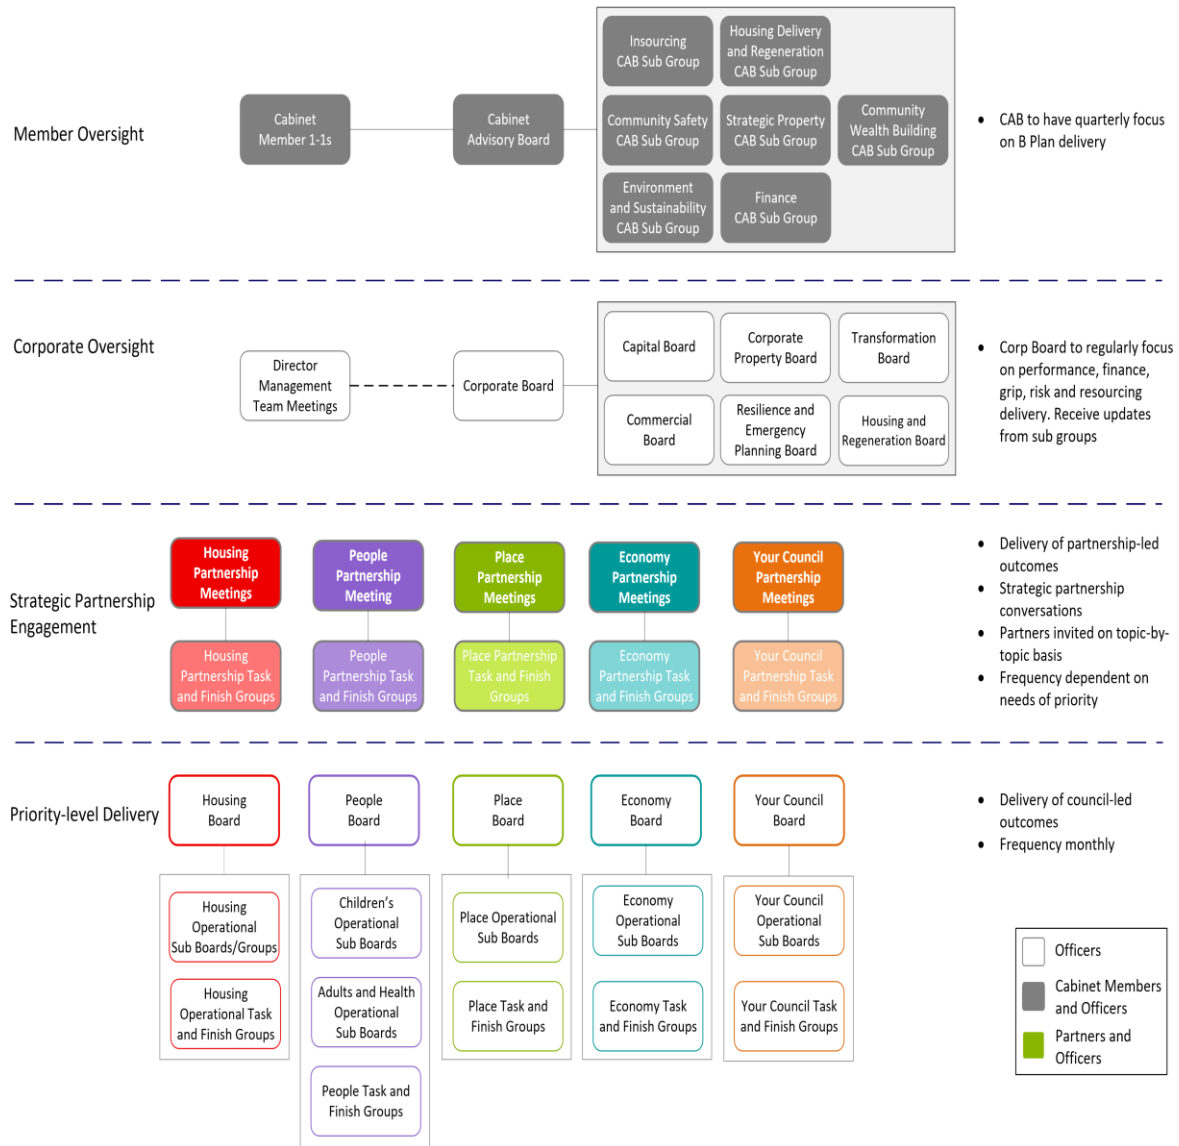 Member Oversight
Cabinet
Member 1-1s
Cabinet
Advisory Board
Insourcing
CAB Sub Group
Housing Delivery
and Regeneration
CAB Sub Group
Community Safety
CAB Sub Group
Strategic Property
CAB Sub Group
Community
Wealth Building
CAB Sub Group
Environment
and Sustainability
CAB Sub Group
Finance
CAB Sub Group
• CAB to have quarterly focus
on B Plan delivery
Corporate Oversight
Director
Management
Team Meetings
Corporate Board
Capital Board
Corporate
Property Board
Transformation
Board
Commercial
Board
Resilience and
Emergency
Planning Board
Housing and
Regeneration Board
• Corp Board to regularly focus
on performance, finance,
grip, risk and resourcing
delivery. Receive updates
from sub groups
Strategic Partnership
Engagement
Housing
Partnership
Meetings
People
Partnership
Meeting
Place
Partnership
Meetings
Economy
Partnership
Meetings
Your Council
Partnership
Meetings
Housing
Partnership Task
and Finish Groups
People
Partnership Task
and Finish Groups
Place Partnership
Task and Finish
Groups
Economy
Partnership Task
and Finish Groups
Your Council
Partnership Task
and Finish Groups
• Delivery of partnership-led
outcomes
• Strategic partnership
conversations
• Partners invited on topic-by-
topic basis
• Frequency dependent on
needs of priority
Priority-level Delivery
Housing
Board
People
Board
Place
Board
Economy
Board
Your Council
Board
Housing
Operational
Sub Boards/Groups
Housing
Operational Task
and Finish Groups
Children's
Operational
Sub Boards
Adults and Health
Operational
Sub Boards
People Task and
Finish Groups
Place Operational
Sub Boards
Place Task and
Finish Groups
Economy
Operational
Sub Boards
Economy Task
and Finish Groups
Your Council
Operational
Sub Boards
Your Council Task
and Finish Groups
• Delivery of council-led
outcomes
• Frequency monthly
Officers
Cabinet Members
and Officers
Partners and
Officers